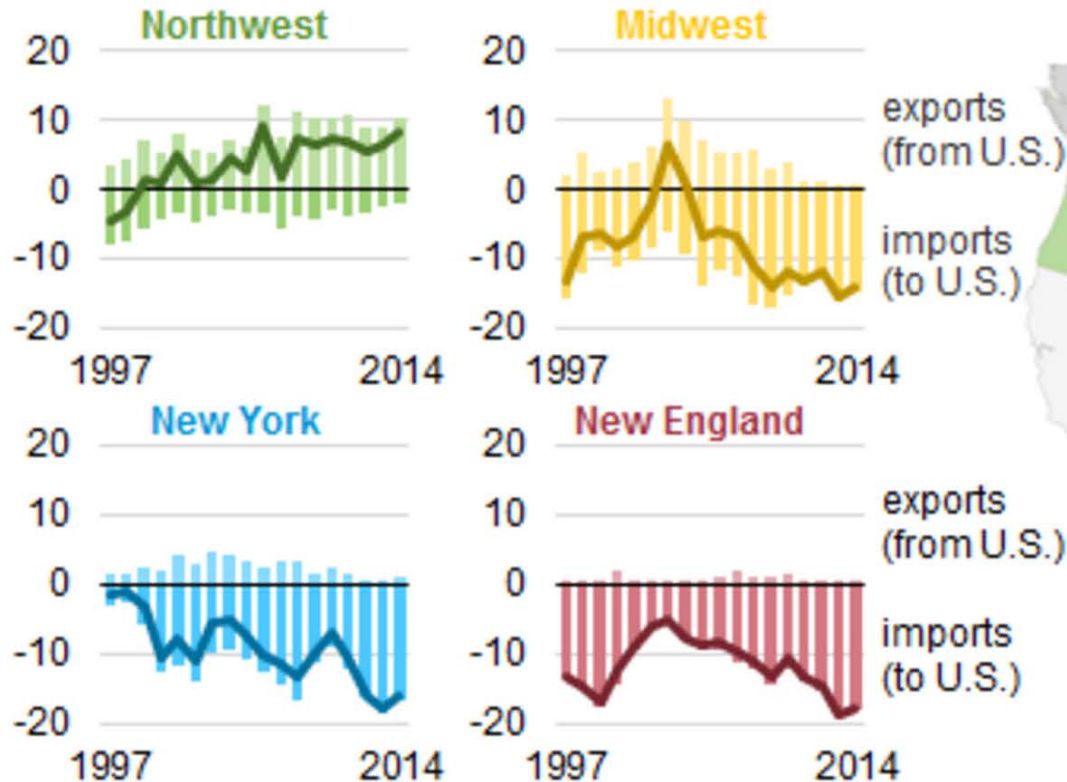 Northwest
20
10
0
-10
-20
1997 2014
Midwest
20
10
0
-10
-20
1997 2014
exports
(from U.S.)
imports
(to U.S.)
New York
20
10
0
-10
-20
1997 2014
New England
20
10
0
-10
-20
1997 2014
exports
(from U.S.)
imports
(to U.S.)